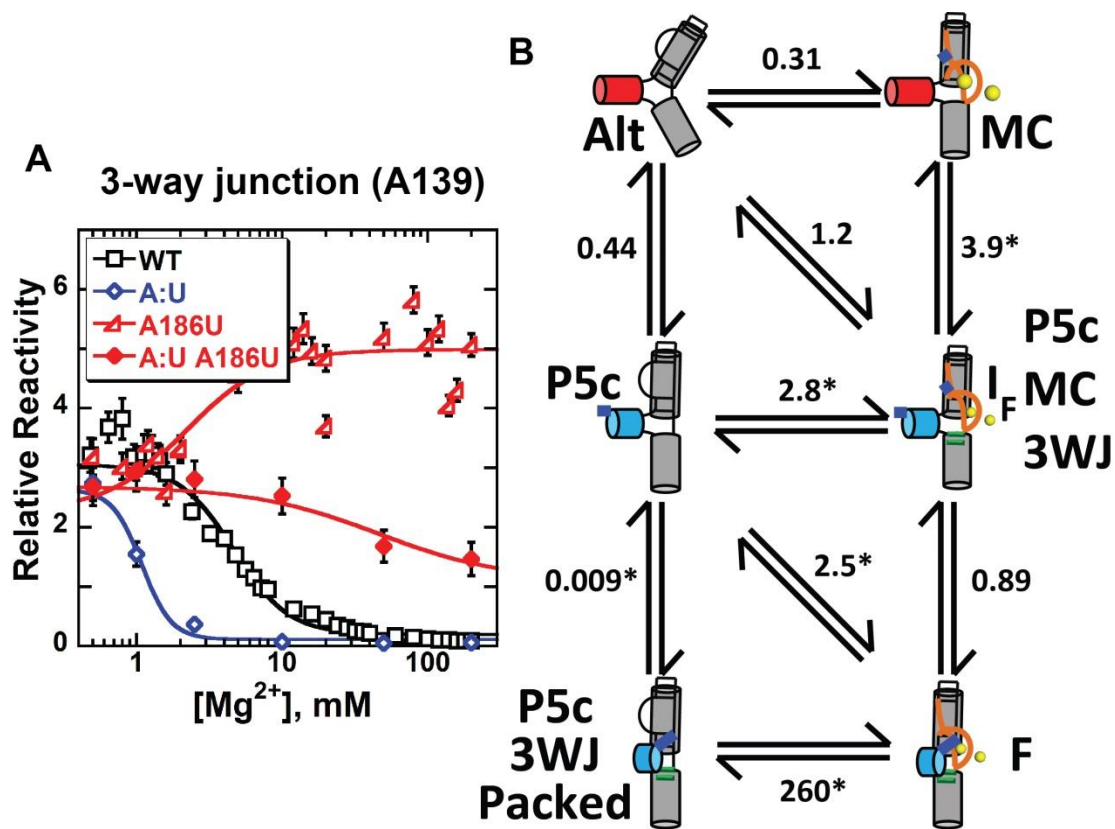 A
3-way junction (A139)
Relative Reactivity
6
4
2
0
WT
A:U
A186U
A:U A186U
1
10
100
[Mg2+], mM
B
Alt
0.31
MC
0.44
1.2
3.9*
P5c
2.8*
IF
P5c
MC
3WJ
0.009*
2.5*
0.89
P5c
3WJ
Packed
260*
F